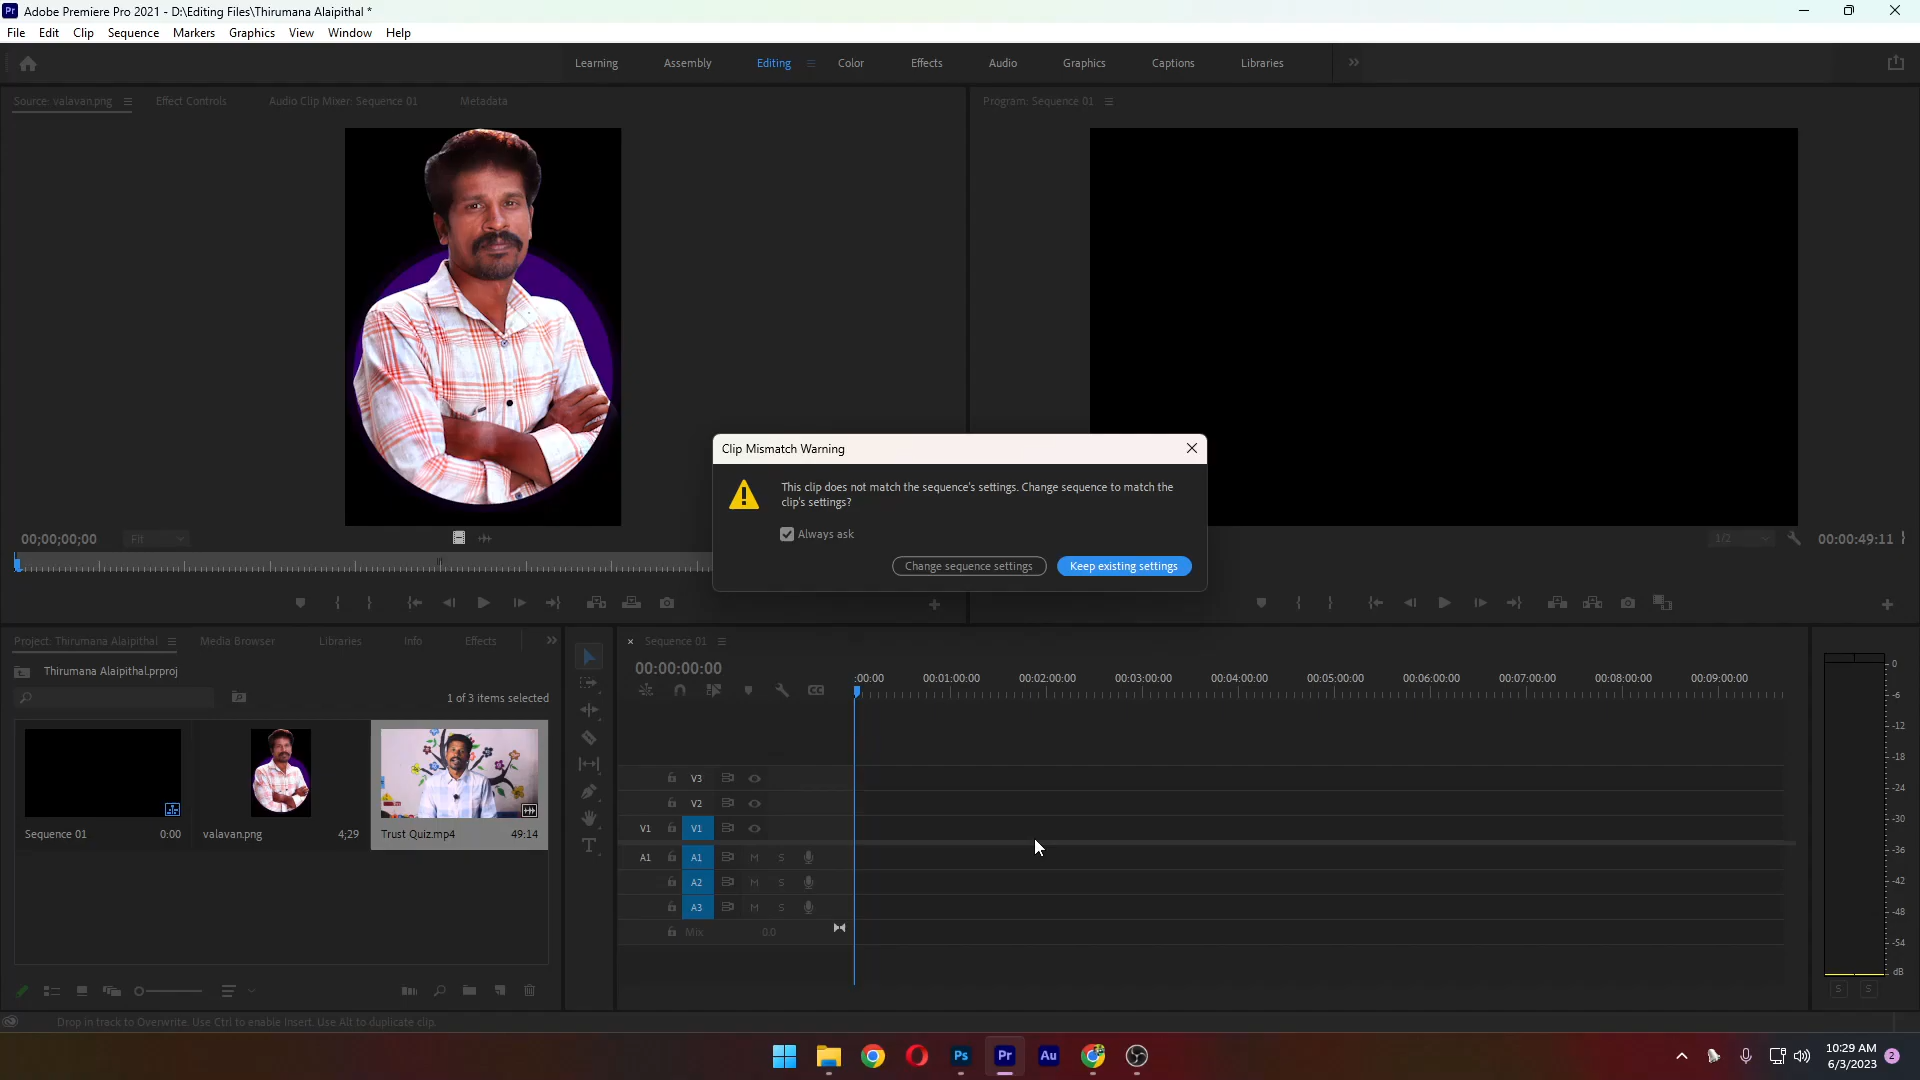 Pr Adobe Premiere Pro 2021 - D:\Editing Files\Thirumana Alaipithal *
File Edit Clip Sequence Markers Graphics View Window Help
Learning Assembly Editing Color Effects Audio Graphics Captions Libraries
Source: valavan.png Effect Controls Audio Clip Mixer: Sequence 01 Metadata
Program: Sequence 01
Clip Mismatch Warning
This clip does not match the sequence's settings. Change sequence to match the
clip's settings?
Always ask
Change sequence settings Keep existing settings
00;00;00;00 Fit
1/2 00:00:49:11
Project: Thirumana Alaipithal Media Browser Libraries Info Effects
Thirumana Alaipithal.prproj
1 of 3 items selected
Sequence 01 0:00
valavan.png 4;29
Trust Quiz.mp4 49:14
Sequence 01
00:00:00:00
:00:00 00:01:00:00 00:02:00:00 00:03:00:00 00:04:00:00 00:05:00:00 00:06:00:00 00:07:00:00 00:08:00:00 00:09:00:00
V3
V2
V1 V1
A1 A1 M S
A2 M S
A3 M S
Mix 0.0
0
-6
-12
-18
-24
-30
-36
-42
-48
-54
dB
S S
Drop in track to Overwrite. Use Ctrl to enable Insert. Use Alt to duplicate clip.
Ps Pr Au
10:29 AM
6/3/2023
2